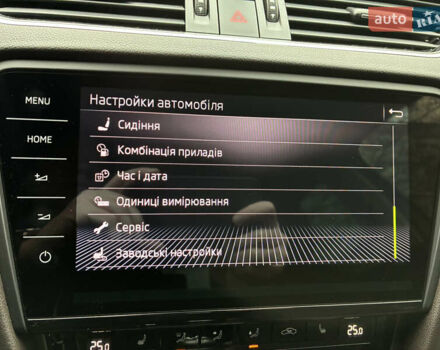 auto RIA
MENU
Настройки автомобіля
Сидіння
HOME
Комбінація приладів
Час і дата
Одиниці вимірювання
Сервіс
Заводські настройки
25.0
25.0